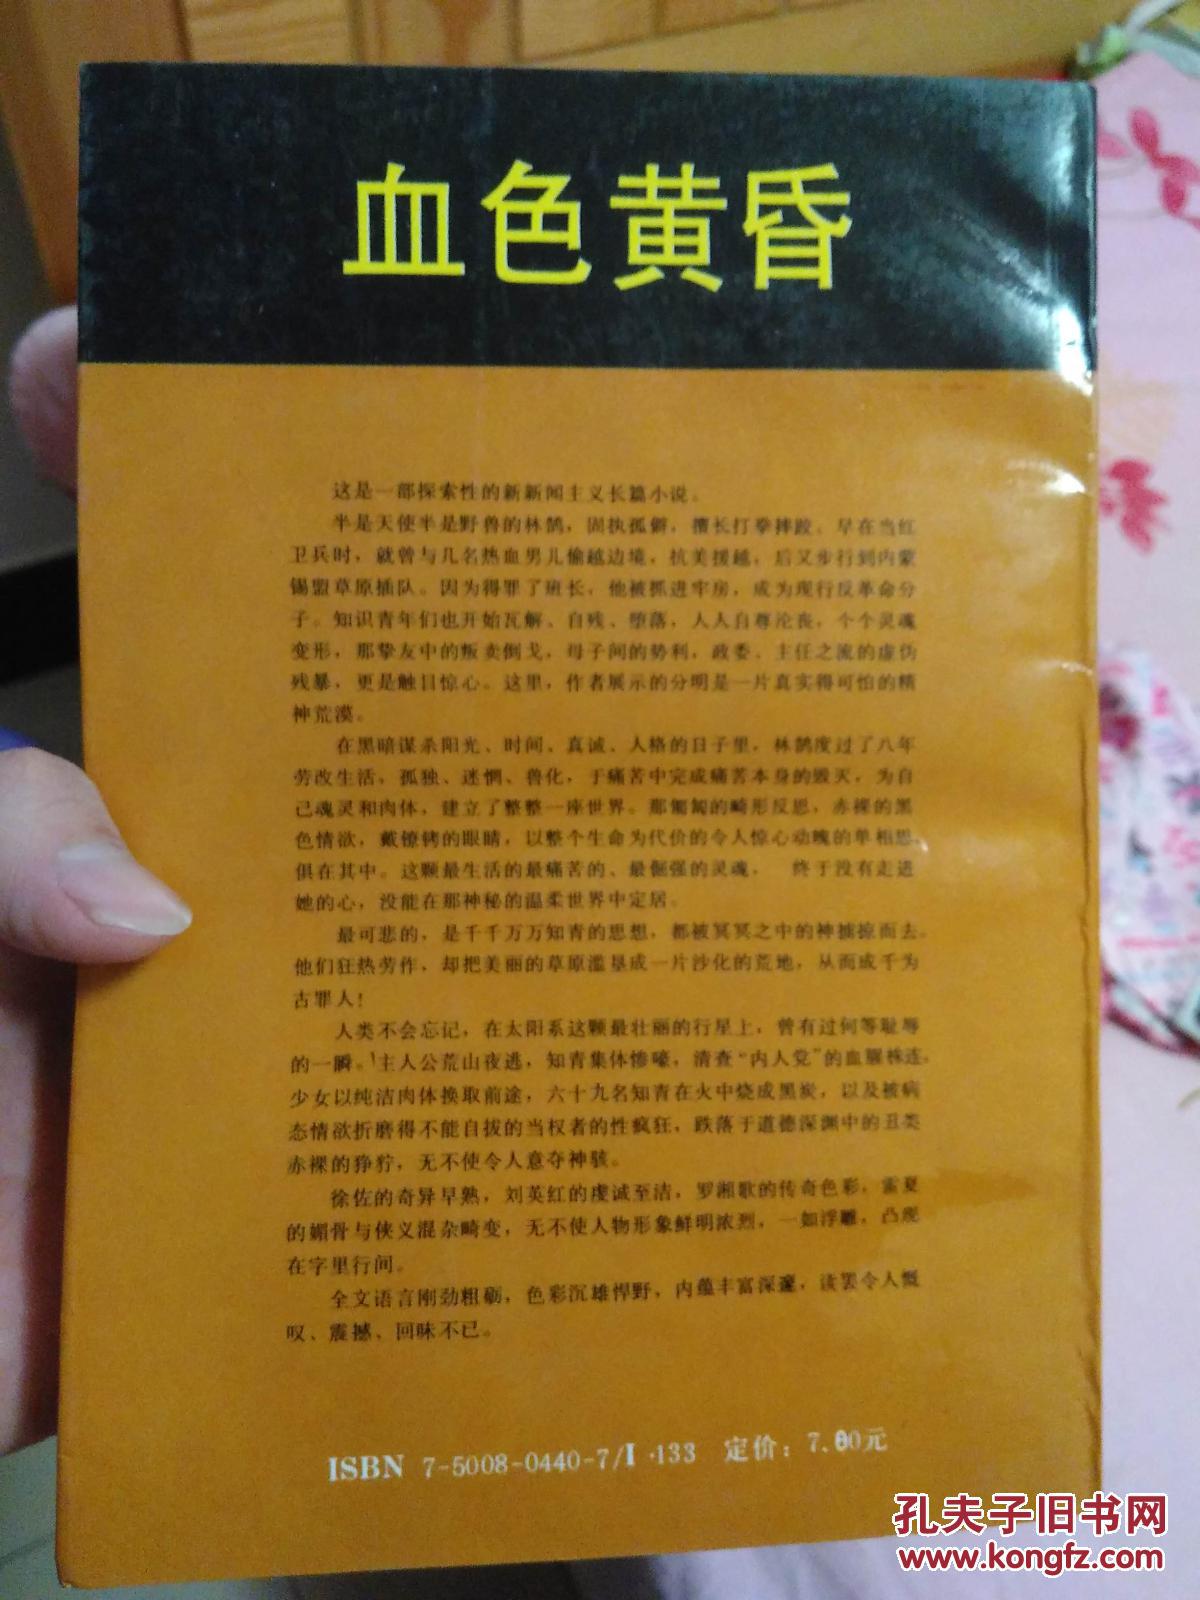 血色黄昏
这是一部探索性的新新闻主义长篇小说。
半是天使半是野兽的林鹄，固执孤僻，擅长打拳摔跤。早在当红
卫兵时，就曾与几名热血男儿偷越边境，抗美援越，后又步行到内蒙
锡盟草原插队。因为得罪了班长，他被抓进牢房，成为现行反革命分
子。知识青年们也开始瓦解、自残、堕落，人人自尊沦丧，个个灵魂
变形，那挚友中的叛卖倒戈，母子间的势利，政委、主任之流的虚伪
残暴，更是触目惊心。这里，作者展示的分明是一片真实得可怕的精
神荒漠。
在黑暗谋杀阳光、时间、真诚、人格的日子里，林鹄度过了八年
劳改生活，孤独、迷惘、兽化，于痛苦中完成痛苦本身的毁灭，为自
己魂灵和肉体，建立了整整一座世界。那匍匐的畸形反思，赤裸的黑
色情欲，戴镣铐的眼睛，以整个生命为代价的令人惊心动魄的单相思，
俱在其中。这颗最生活的最痛苦的、最倔强的灵魂， 终于没有走进
她的心，没能在那神秘的温柔世界中定居。
最可悲的，是千千万万知青的思想，都被冥冥之中的神掳掠而去。
他们狂热劳作，却把美丽的草原滥垦成一片沙化的荒地，从而成千为
古罪人！
人类不会忘记，在太阳系这颗最壮丽的行星上，曾有过何等耻辱
的一瞬。主人公荒山夜逃，知青集体惨嚎，清查“内人党”的血腥株连，
少女以纯洁肉体换取前途，六十九名知青在火中烧成黑炭，以及被病
态情欲折磨得不能自拔的当权者的性疯狂，跌落于道德深渊中的丑类
赤裸的狰狞，无不使令人意夺神骇。
徐佐的奇异早熟，刘英红的虔诚至洁，罗湘歌的传奇色彩，雷夏
的媚骨与侠义混杂畸变，无不使人物形象鲜明浓烈，一如浮雕，凸现
在字里行间。
全文语言刚劲粗砺，色彩沉雄悍野，内蕴丰富深邃，读罢令人慨
叹、震撼、回味不已。
ISBN 7-5008-0440-7/I·133 定价：7.60元
孔夫子旧书网
www.kongfz.com